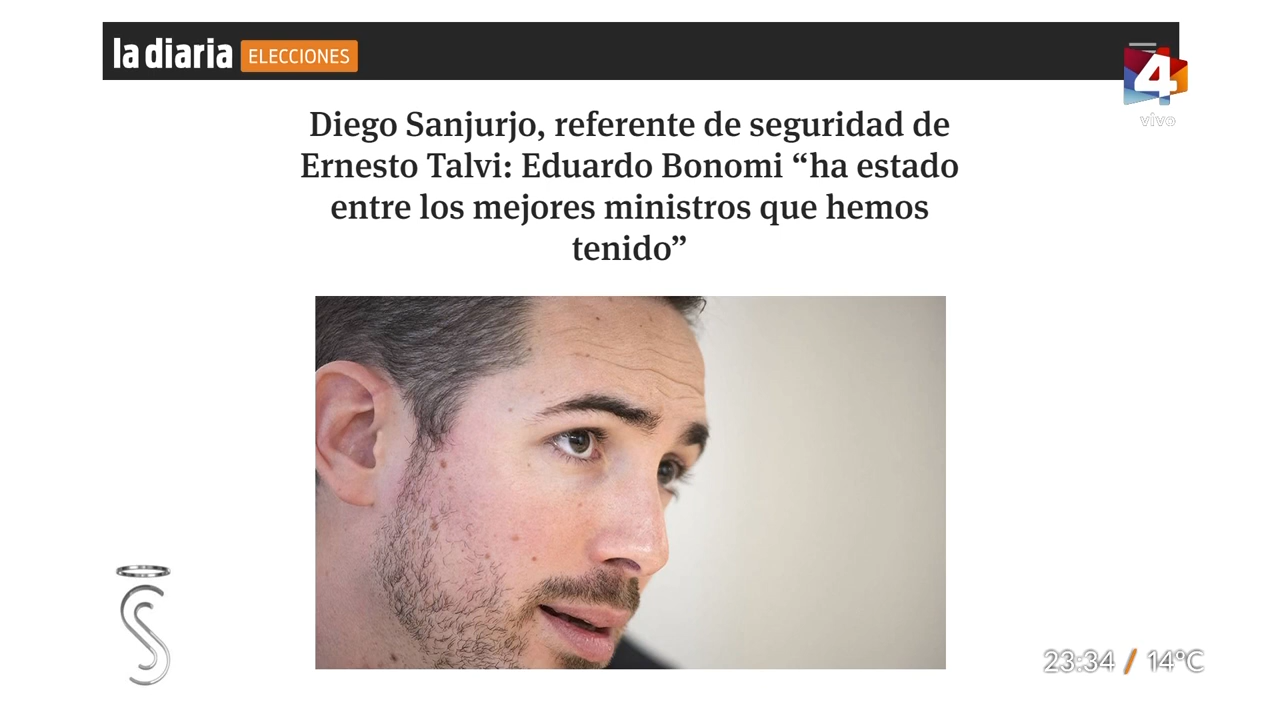 la diaria ELECCIONES
4
vivo
Diego Sanjurjo, referente de seguridad de
Ernesto Talvi: Eduardo Bonomi “ha estado
entre los mejores ministros que hemos
tenido”
S
23:34 / 14ºC